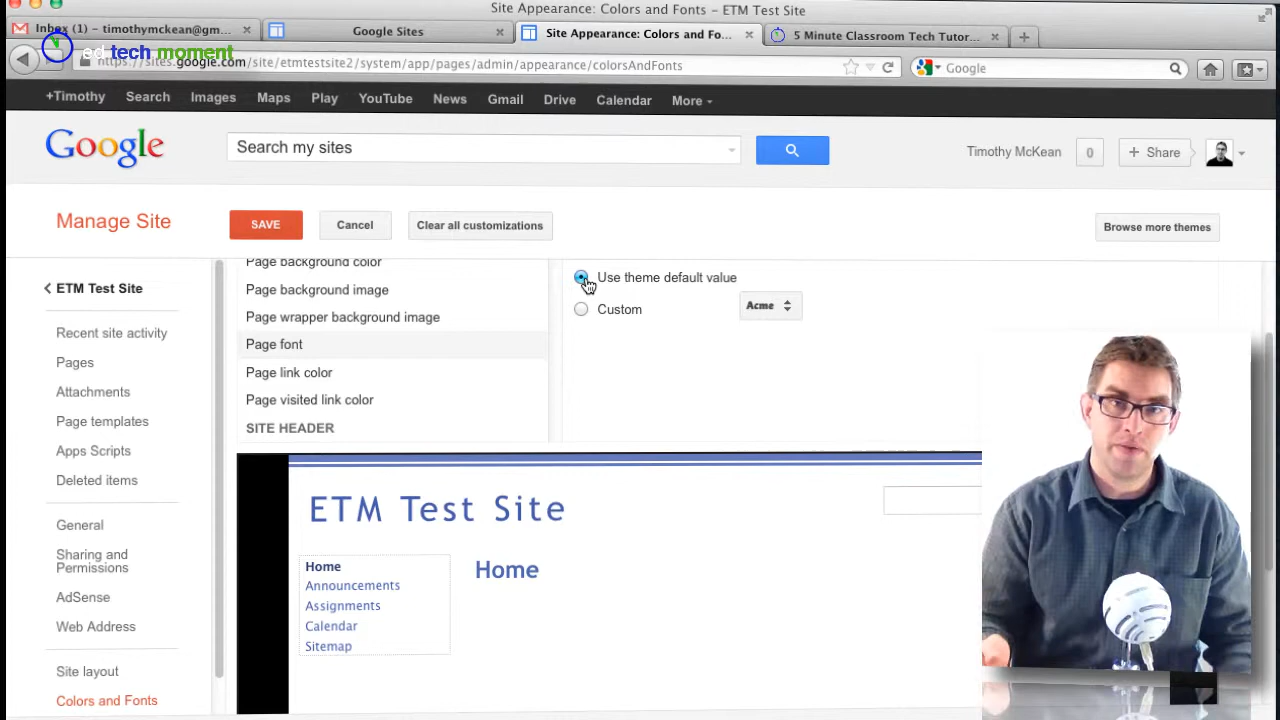 Site Appearance: Colors and Fonts – ETM Test Site
Inbox (1) – timothymckean@gm...
Google Sites
Site Appearance: Colors and Fo...
5 Minute Classroom Tech Tutor...
ed tech moment
https://sites.google.com/site/etmtestsite2/system/app/pages/admin/appearance/colorsAndFonts
Google
+Timothy Search Images Maps Play YouTube News Gmail Drive Calendar More
Google
Search my sites
Timothy McKean
0
+ Share
Manage Site
SAVE
Cancel
Clear all customizations
Browse more themes
ETM Test Site
Recent site activity
Pages
Attachments
Page templates
Apps Scripts
Deleted items
General
Sharing and
Permissions
AdSense
Web Address
Site layout
Colors and Fonts
Page background color
Page background image
Page wrapper background image
Page font
Page link color
Page visited link color
SITE HEADER
Use theme default value
Custom
Acme
ETM Test Site
Home
Announcements
Assignments
Calendar
Sitemap
Home